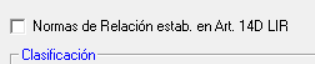 Normas de Relación estab. en Art. 14D LIR
Clasificación